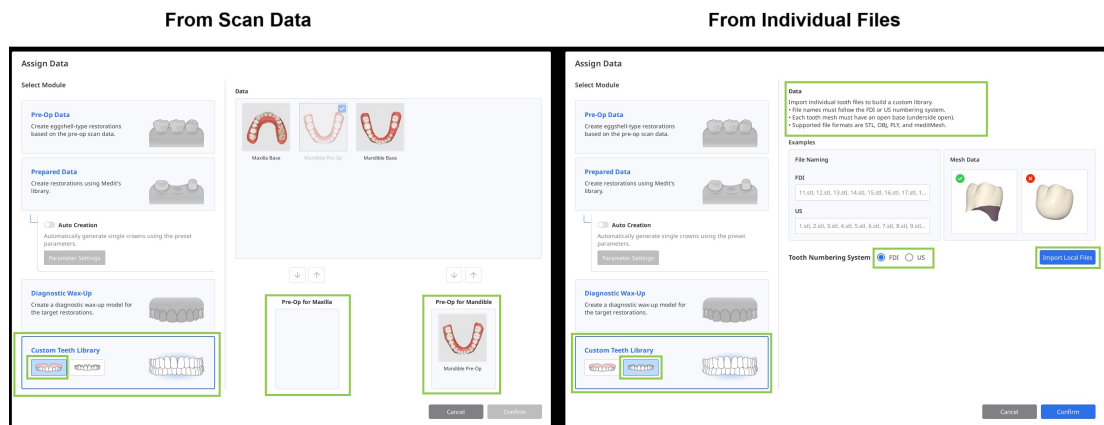 From Scan Data
Assign Data
Select Module
Pre-Op Data
Create eggshell-type restorations
based on the pre-op scan data.
Prepared Data
Create restorations using Medit's
library.
Auto Creation
Automatically generate single crowns using the preset
parameters.
Parameter Settings
Diagnostic Wax-Up
Create a diagnostic wax-up model for
the target restorations.
Custom Teeth Library
Data
Maxilla Base
Mandible Pre-Op
Mandible Base
Pre-Op for Maxilla
Pre-Op for Mandible
Mandible Pre-Op
Cancel
Confirm
From Individual Files
Assign Data
Select Module
Pre-Op Data
Create eggshell-type restorations
based on the pre-op scan data.
Prepared Data
Create restorations using Medit's
library.
Auto Creation
Automatically generate single crowns using the preset
parameters.
Parameter Settings
Diagnostic Wax-Up
Create a diagnostic wax-up model for
the target restorations.
Custom Teeth Library
Data
Import individual tooth files to build a custom library.
• File names must follow the FDI or US numbering system.
• Each tooth mesh must have an open base (underside open).
• Supported file formats are STL, OBJ, PLY, and meditMesh.
Examples
File Naming
FDI
11.stl, 12.stl, 13.stl, 14.stl, 15.stl, 16.stl, 17.stl, 1...
US
1.stl, 2.stl, 3.stl, 4.stl, 5.stl, 6.stl, 7.stl, 8.stl, 9.stl...
Mesh Data
Tooth Numbering System
FDI
US
Import Local Files
Cancel
Confirm